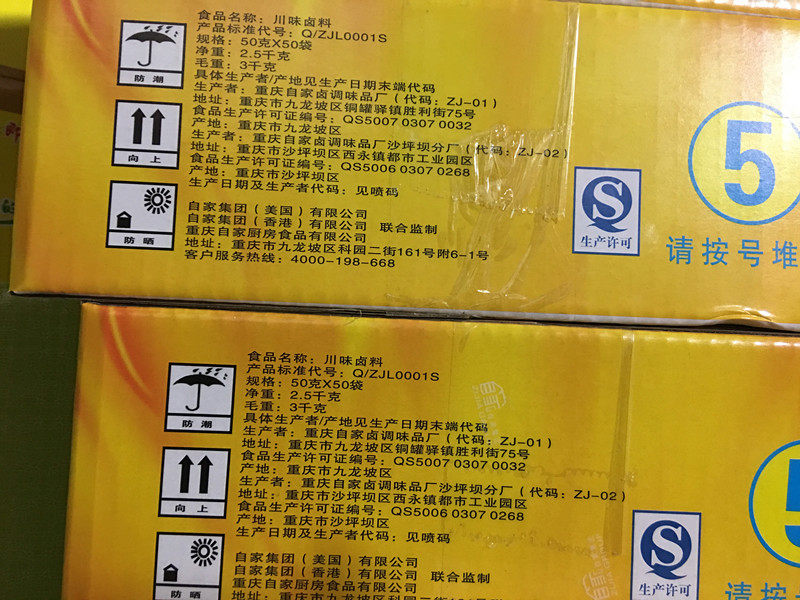 食品名称：川味卤料
产品标准代号：Q/ZJL0001S
规格：50克X50袋
净重：2.5千克
毛重：3千克
具体生产者/产地见生产日期末端代码
生产者：重庆自家卤调味品厂（代码：ZJ-01）
地址：重庆市九龙坡区铜罐驿镇胜利街75号
食品生产许可证编号：QS5007 0307 0032
产地：重庆市九龙坡区
生产者：重庆自家卤调味品厂沙坪坝分厂（代码：ZJ-02）
地址：重庆市沙坪坝区西永镇都市工业园区
食品生产许可证编号：QS5006 0307 0268
产地：重庆市沙坪坝区
生产日期及生产者代码：见喷码
自家集团（美国）有限公司
自家集团（香港）有限公司 联合监制
重庆自家厨房食品有限公司
地址：重庆市九龙坡区科园二街161号附6-1号
客户服务热线：4000-198-668
防潮
向上
防晒
生产许可
5
请按号堆
食品名称：川味卤料
产品标准代号：Q/ZJL0001S
规格：50克X50袋
净重：2.5千克
毛重：3千克
具体生产者/产地见生产日期末端代码
生产者：重庆自家卤调味品厂（代码：ZJ-01）
地址：重庆市九龙坡区铜罐驿镇胜利街75号
食品生产许可证编号：QS5007 0307 0032
产地：重庆市九龙坡区
生产者：重庆自家卤调味品厂沙坪坝分厂（代码：ZJ-02）
地址：重庆市沙坪坝区西永镇都市工业园区
食品生产许可证编号：QS5006 0307 0268
产地：重庆市沙坪坝区
生产日期及生产者代码：见喷码
自家集团（美国）有限公司
自家集团（香港）有限公司 联合监制
重庆自家厨房食品有限公司
地址：重庆市九龙坡区科园二街161号
防潮
向上
防晒
生产许可
5
请按号